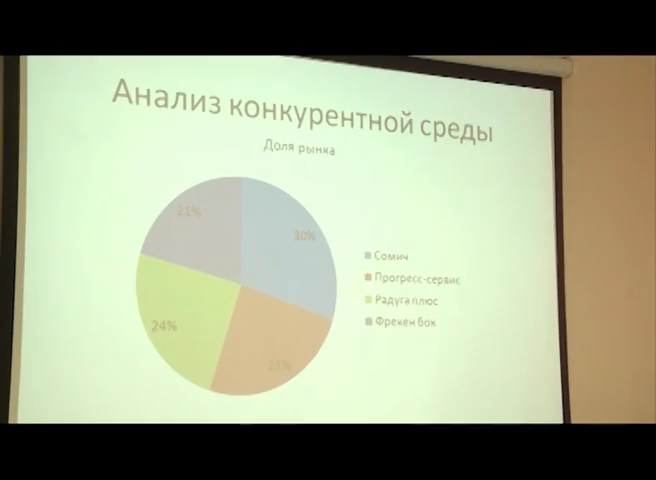 Анализ конкурентной среды
Доля рынка
21%
30%
24%
25%
Сомич
Прогресс-сервис
Радуга плюс
Фрекен бок